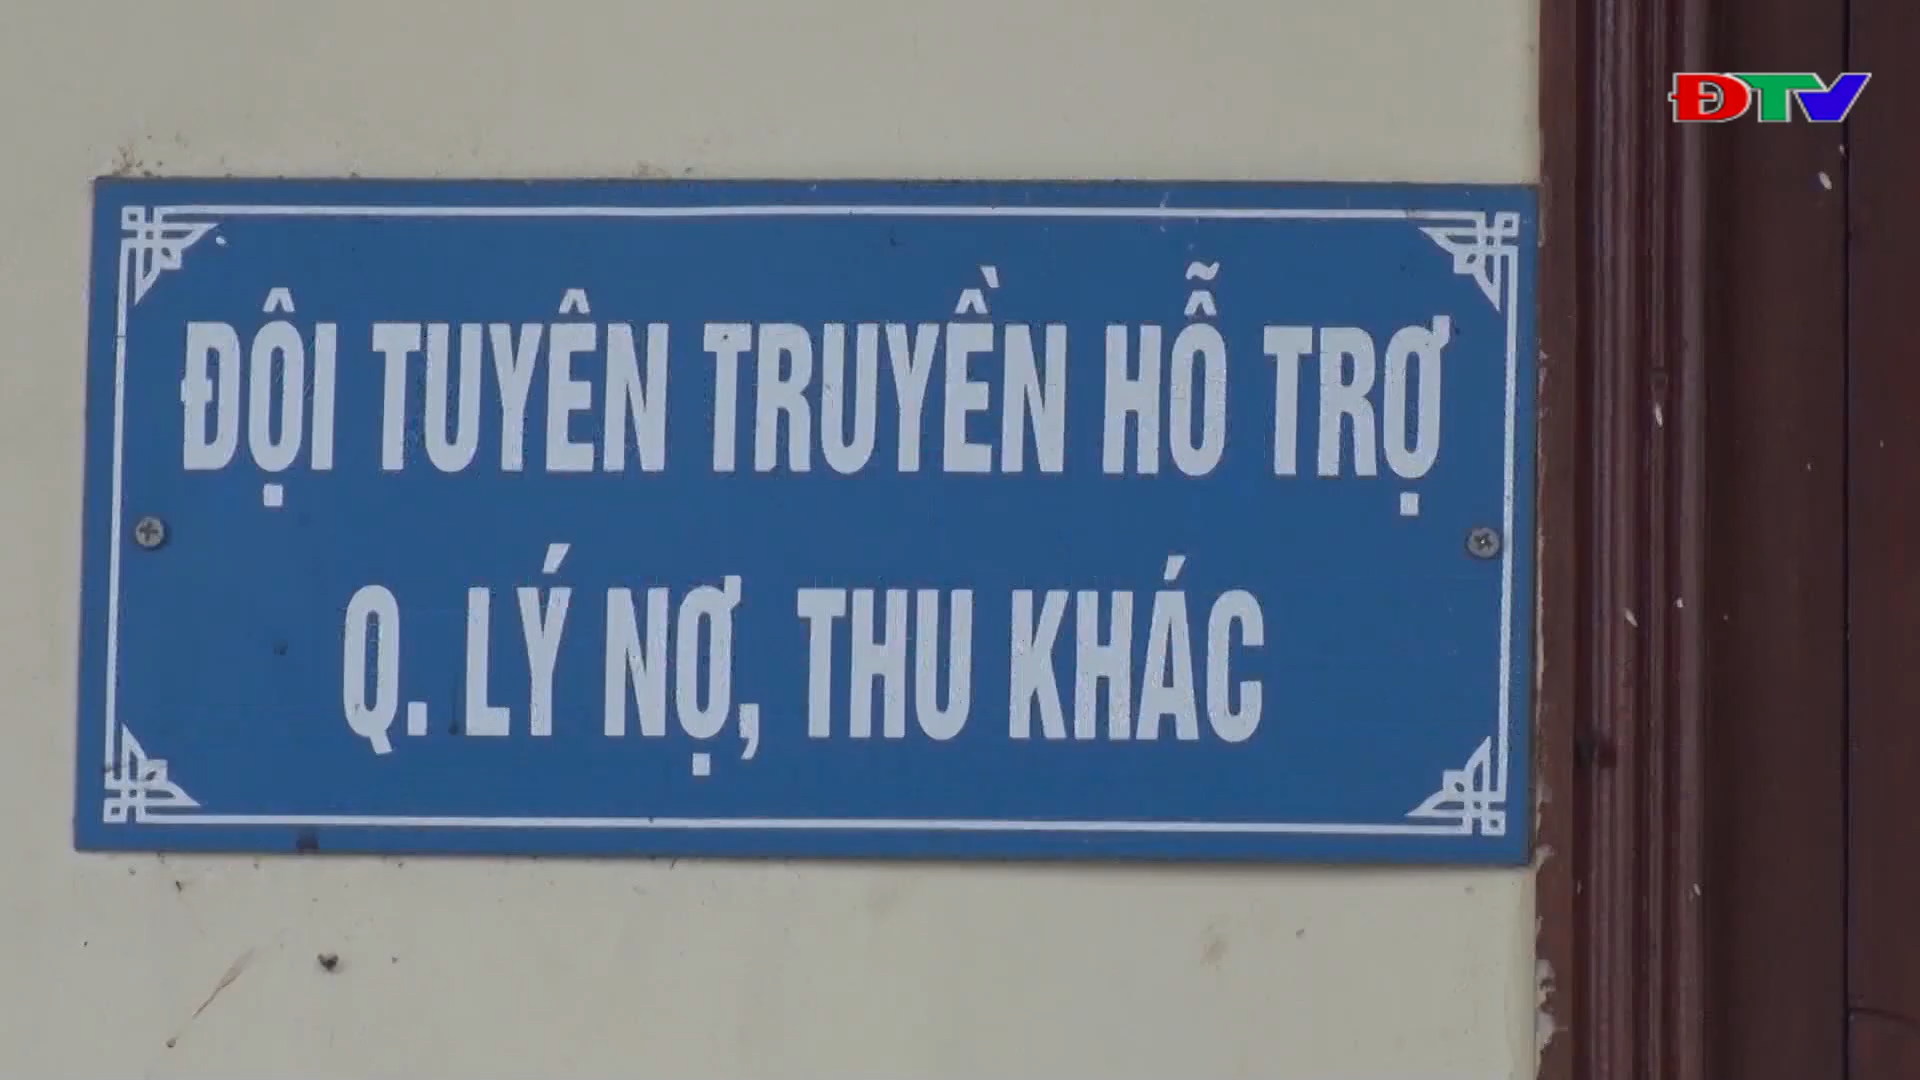 ĐTV
ĐỘI TUYÊN TRUYỀN HỖ TRỢ
Q. LÝ NỢ, THU KHÁC